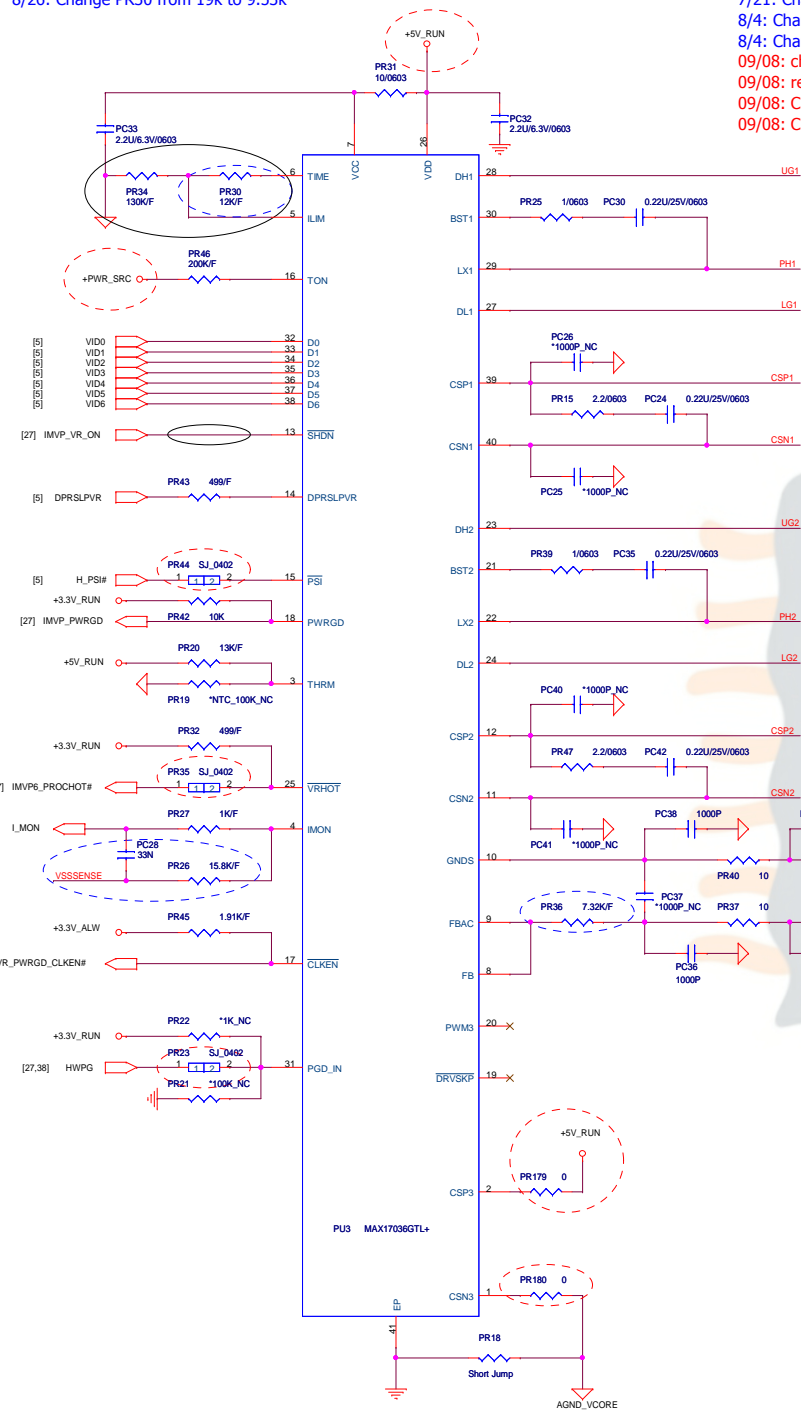 8/26: Change PR30 from 19k to 9.53k
8/4: Cha
8/4: Cha
09/08: cl
09/08: re
09/08: C
09/08: C
+5V_RUN
PR31
10/0603
PC33
2.2U/6.3V/0603
PC32
2.2U/6.3V/0603
7
VCC
26
VDD
PR34
130K/F
PR30
12K/F
6
TIME
5
ILIM
PR46
200K/F
+PWR_SRC
16
TON
[5] VID0 32 D0
[5] VID1 33 D1
[5] VID2 34 D2
[5] VID3 35 D3
[5] VID4 36 D4
[5] VID5 37 D5
[5] VID6 38 D6
[27] IMVP_VR_ON 13 SHDN
PR43 499/F
[5] DPRSLPVR 14 DPRSLPVR
PR44 SJ_0402
[5] H_PSI# 1 1 2 2 15 PSI
+3.3V_RUN
PR42 10K
[27] IMVP_PWRGD 18 PWRGD
PR20 13K/F
+5V_RUN
3 THRM
PR19 *NTC_100K_NC
PR32 499/F
+3.3V_RUN
PR35 SJ_0402
IMVP6_PROCHOT# 1 1 2 2 25 VRHOT
PR27 1K/F
I_MON 4 IMON
PC28
33N
PR26 15.8K/F
VSSSENSE
PR45 1.91K/F
+3.3V_ALW
R_PWRGD_CLKEN# 17 CLKEN
PR22 *1K_NC
+3.3V_RUN
PR23 SJ_0402
[27,38] HWPG 1 1 2 2 31 PGD_IN
PR21 *100K_NC
DH1 28 UG1
PR25 1/0603 PC30 0.22U/25V/0603
BST1 30
LX1 29 PH1
DL1 27 LG1
PC26
*1000P_NC
CSP1 39 CSP1
PR15 2.2/0603 PC24 0.22U/25V/0603
CSN1 40 CSN1
PC25 *1000P_NC
DH2 23 UG2
PR39 1/0603 PC35 0.22U/25V/0603
BST2 21
LX2 22 PH2
DL2 24 LG2
PC40 *1000P_NC
CSP2 12 CSP2
PR47 2.2/0603 PC42 0.22U/25V/0603
CSN2 11 CSN2
PC41 *1000P_NC
PC38 1000P
GNDS 10
PR40 10
PC37
*1000P_NC
PR36 7.32K/F
PR37 10
FBAC 9
PC36
1000P
FB 8
PWM3 20
DRVSKP 19
+5V_RUN
PR179 0
CSP3 2
PU3 MAX17036GTL+
PR180 0
CSN3 1
EP
41
PR18
Short Jump
AGND_VCORE